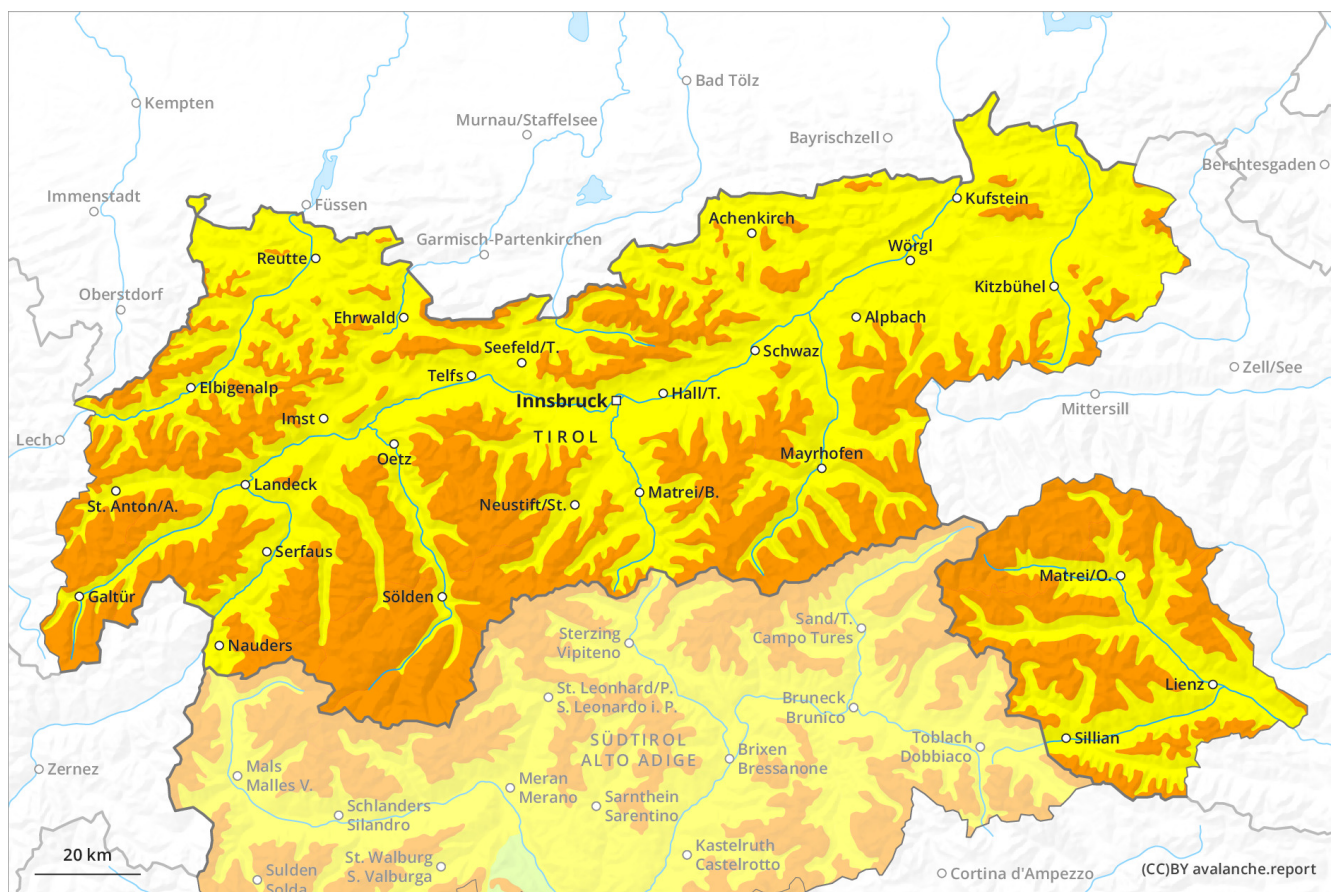 Bad Tölz
Kempten
Murnau/Staffelsee
Bayrischzell
Berchtesgaden
Immenstadt
Füssen
Kufstein
Achenkirch
Garmisch-Partenkirchen
Wörgl
Reutte
Kitzbühel
Oberstdorf
Ehrwald
Alpbach
Seefeld/T.
Schwaz
Zell/See
Telfs
Elbigenalp
Hall/T.
Innsbruck
Mittersill
Imst
TIROL
Lech
Oetz
Mayrhofen
Landeck
Matrei/B.
St. Anton/A.
Neustift/St.
Serfaus
Matrei/O.
Galtür
Sölden
Sand/T.
Campo Tures
Sterzing
Vipiteno
Nauders
Lienz
St. Leonhard/P.
S. Leonardo i. P.
Bruneck
Brunico
Sillian
Toblach
Dobbiaco
SÜDTIROL
ALTO ADIGE
Brixen
Bressanone
Zernez
Mals
Malles V.
Meran
Merano
Schlanders
Silandro
Sarnthein
Sarentino
Kastelruth
Castelrotto
20 km
St. Walburg
S. Valburga
Sulden
Solda
Cortina d'Ampezzo
(CC)BY avalanche.report